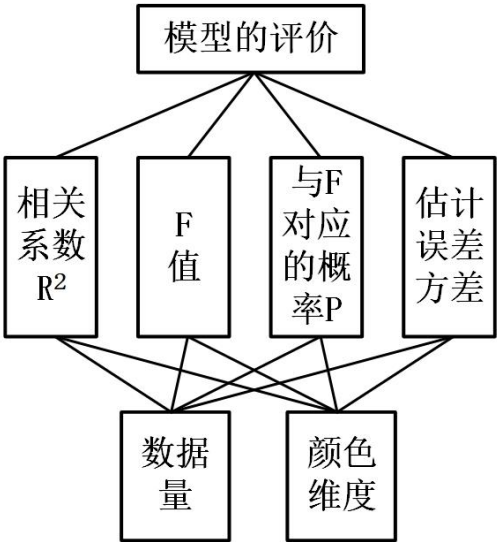 模型的评价
相关
系数
R²
F
值
与F
对应
的概
率P
估计
误差
方差
数据
量
颜色
维度